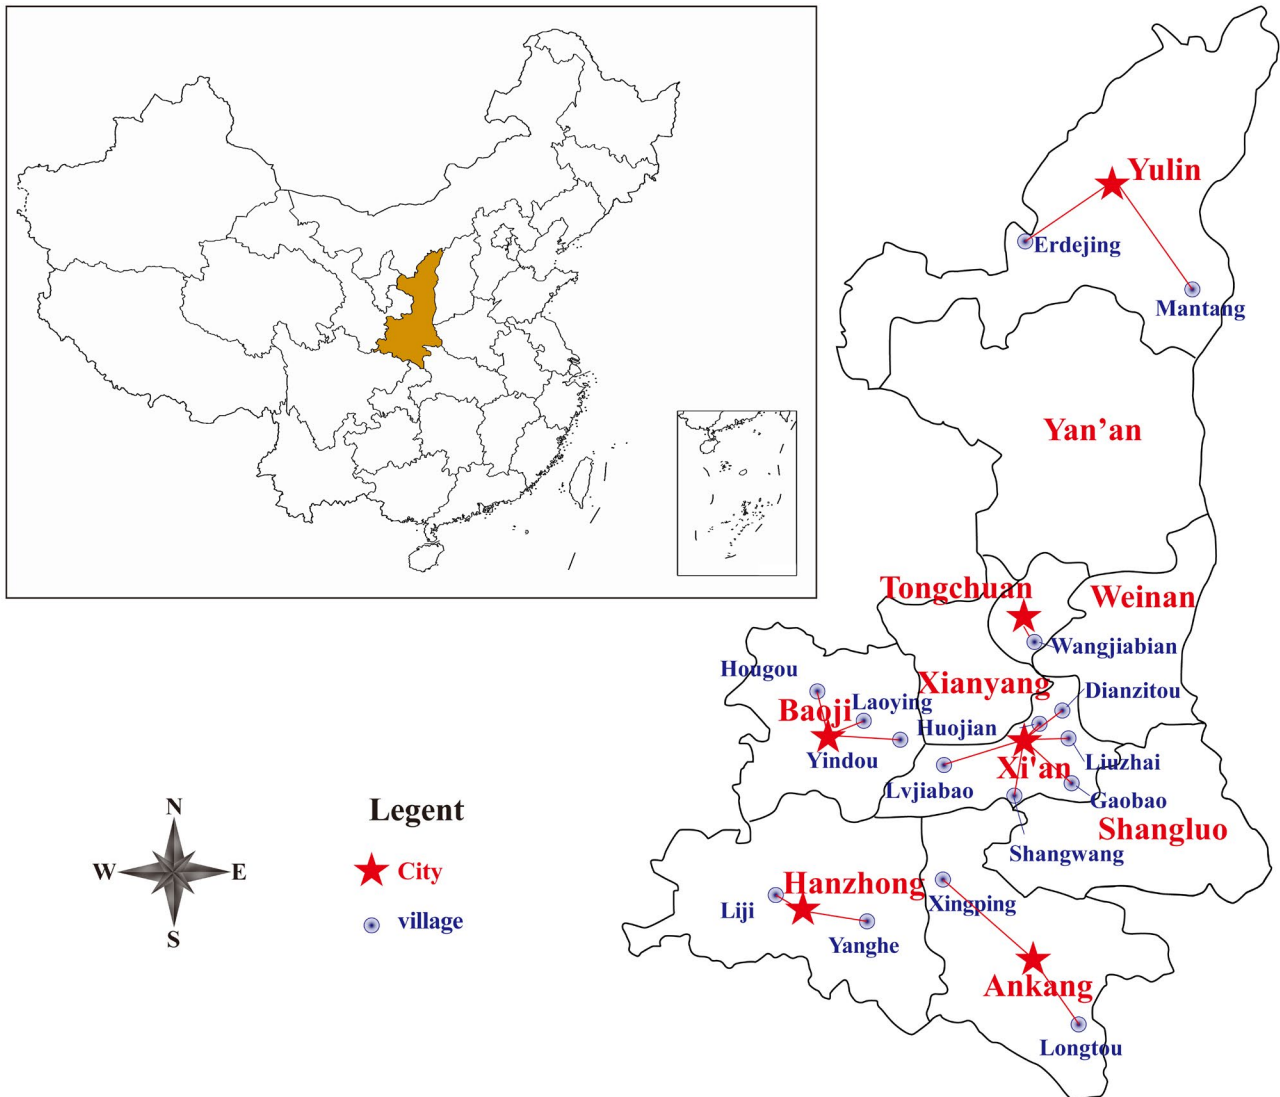 Yulin
Erdejing
Mantang
Yan’an
Tongchuan
Weinan
Wangjiabian
Hougou
Xianyang
Dianzitou
Baoji
Laoying
Huojian
Yindou
Xi'an
Liuzhai
Lvjiabao
Gaobao
Shangluo
Shangwang
Hanzhong
Liji
Xingping
Yanghe
Ankang
Longtou
N
W
E
S
Legent
City
village